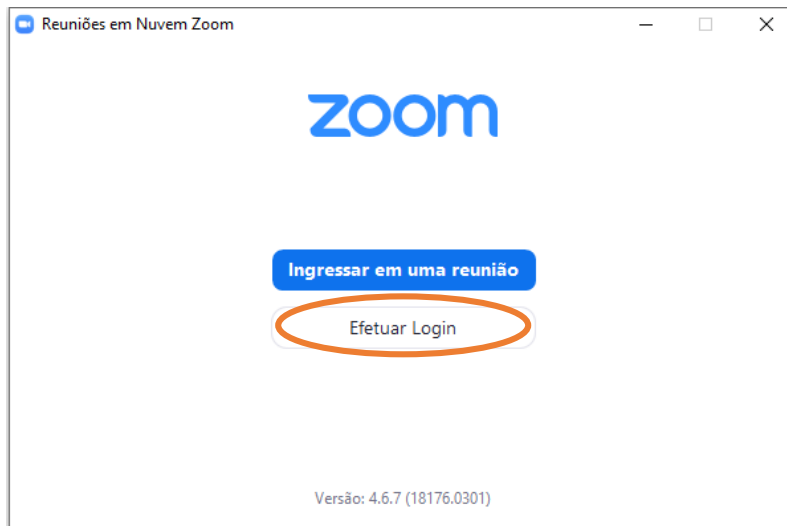 Reuniões em Nuvem Zoom
zoom
Ingressar em uma reunião
Efetuar Login
Versão: 4.6.7 (18176.0301)